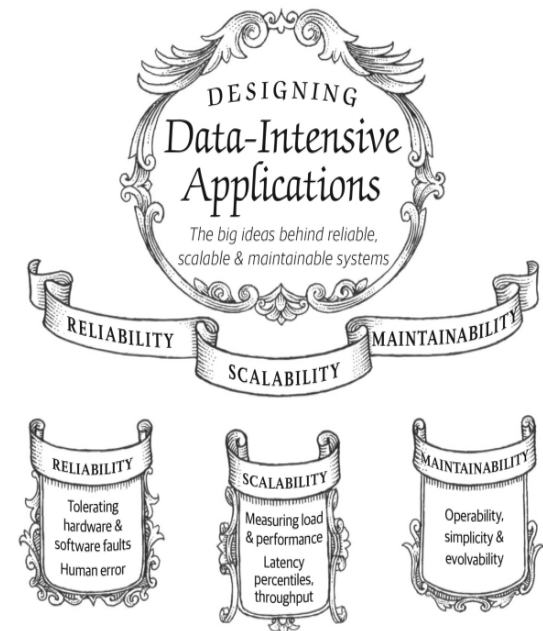 DESIGNING
Data-Intensive
Applications
The big ideas behind reliable,
scalable & maintainable systems
RELIABILITY
SCALABILITY
MAINTAINABILITY
RELIABILITY
Tolerating
hardware &
software faults
Human error
SCALABILITY
Measuring load
& performance
Latency
percentiles,
throughput
MAINTAINABILITY
Operability,
simplicity &
evolvability